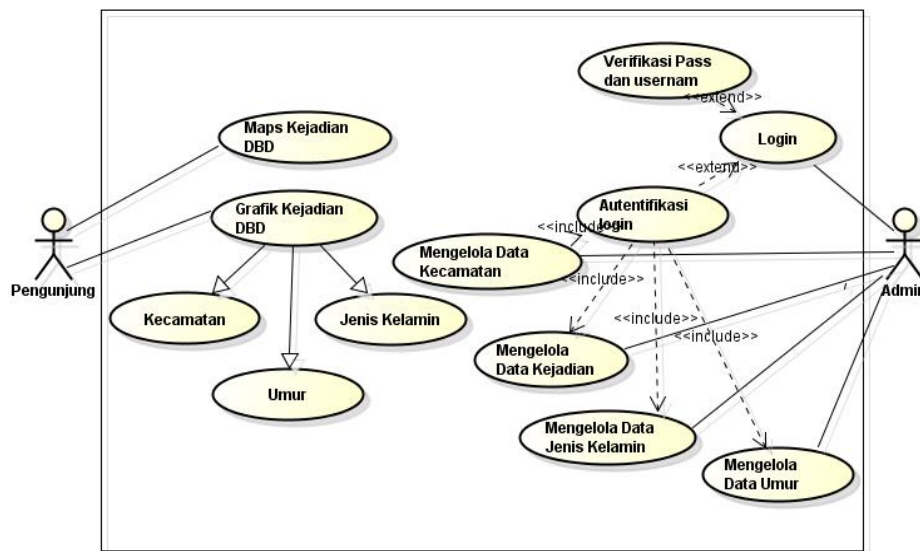 Verifikasi Pass
dan usernam
<<extend>>
Maps Kejadian
DBD
Login
<<extend>>
Grafik Kejadian
DBD
Autentifikasi
login
<<include>>
Mengelola Data
Kecamatan
Pengunjung
Admin
<<include>>
Kecamatan
Jenis Kelamin
<<include>>
<<include>>
Mengelola
Data Kejadian
Umur
Mengelola Data
Jenis Kelamin
Mengelola
Data Umur